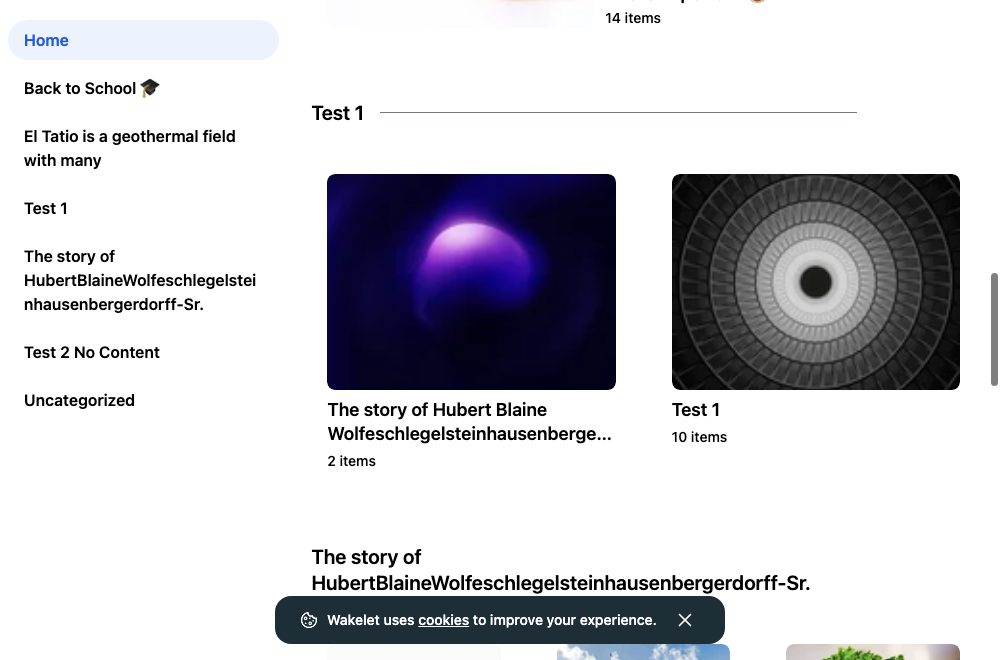 14 items
Home
Back to School 🎓
El Tatio is a geothermal field
with many
Test 1
The story of
HubertBlaineWolfeschlegelstei
nhausenbergerdorff-Sr.
Test 2 No Content
Uncategorized
Test 1
The story of Hubert Blaine
Wolfeschlegelsteinhausenberge...
2 items
Test 1
10 items
The story of
HubertBlaineWolfeschlegelsteinhausenbergerdorff-Sr.
Wakelet uses cookies to improve your experience.